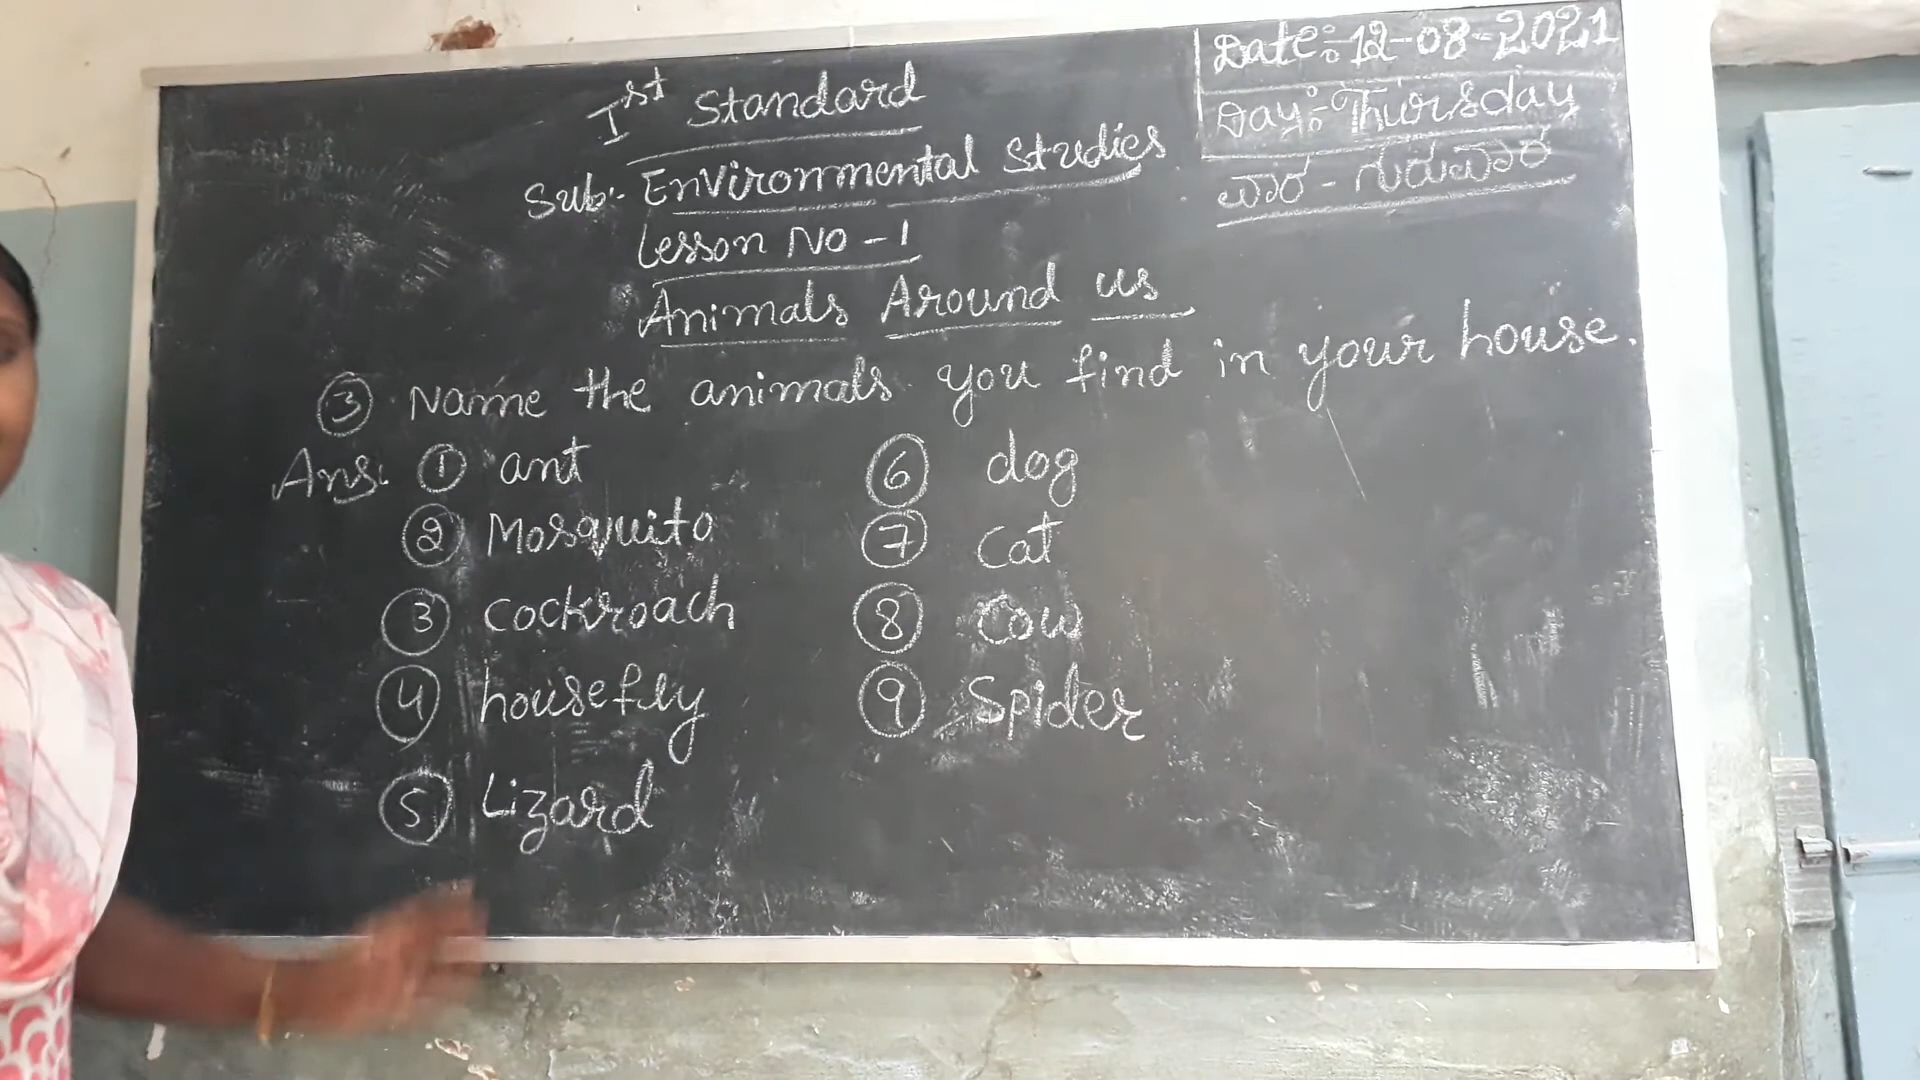 Date:-12-08-2021
Day:-Thursday
ವಾರ - ಗುರುವಾರ
Ist Standard
Sub:- Environmental Studies
Lesson No - 1
Animals Around us
3 Name the animals you find in your house.
Ans: 1 ant
2 Mosquito
3 cockroach
4 housefly
5 Lizard
6 dog
7 cat
8 cow
9 Spider